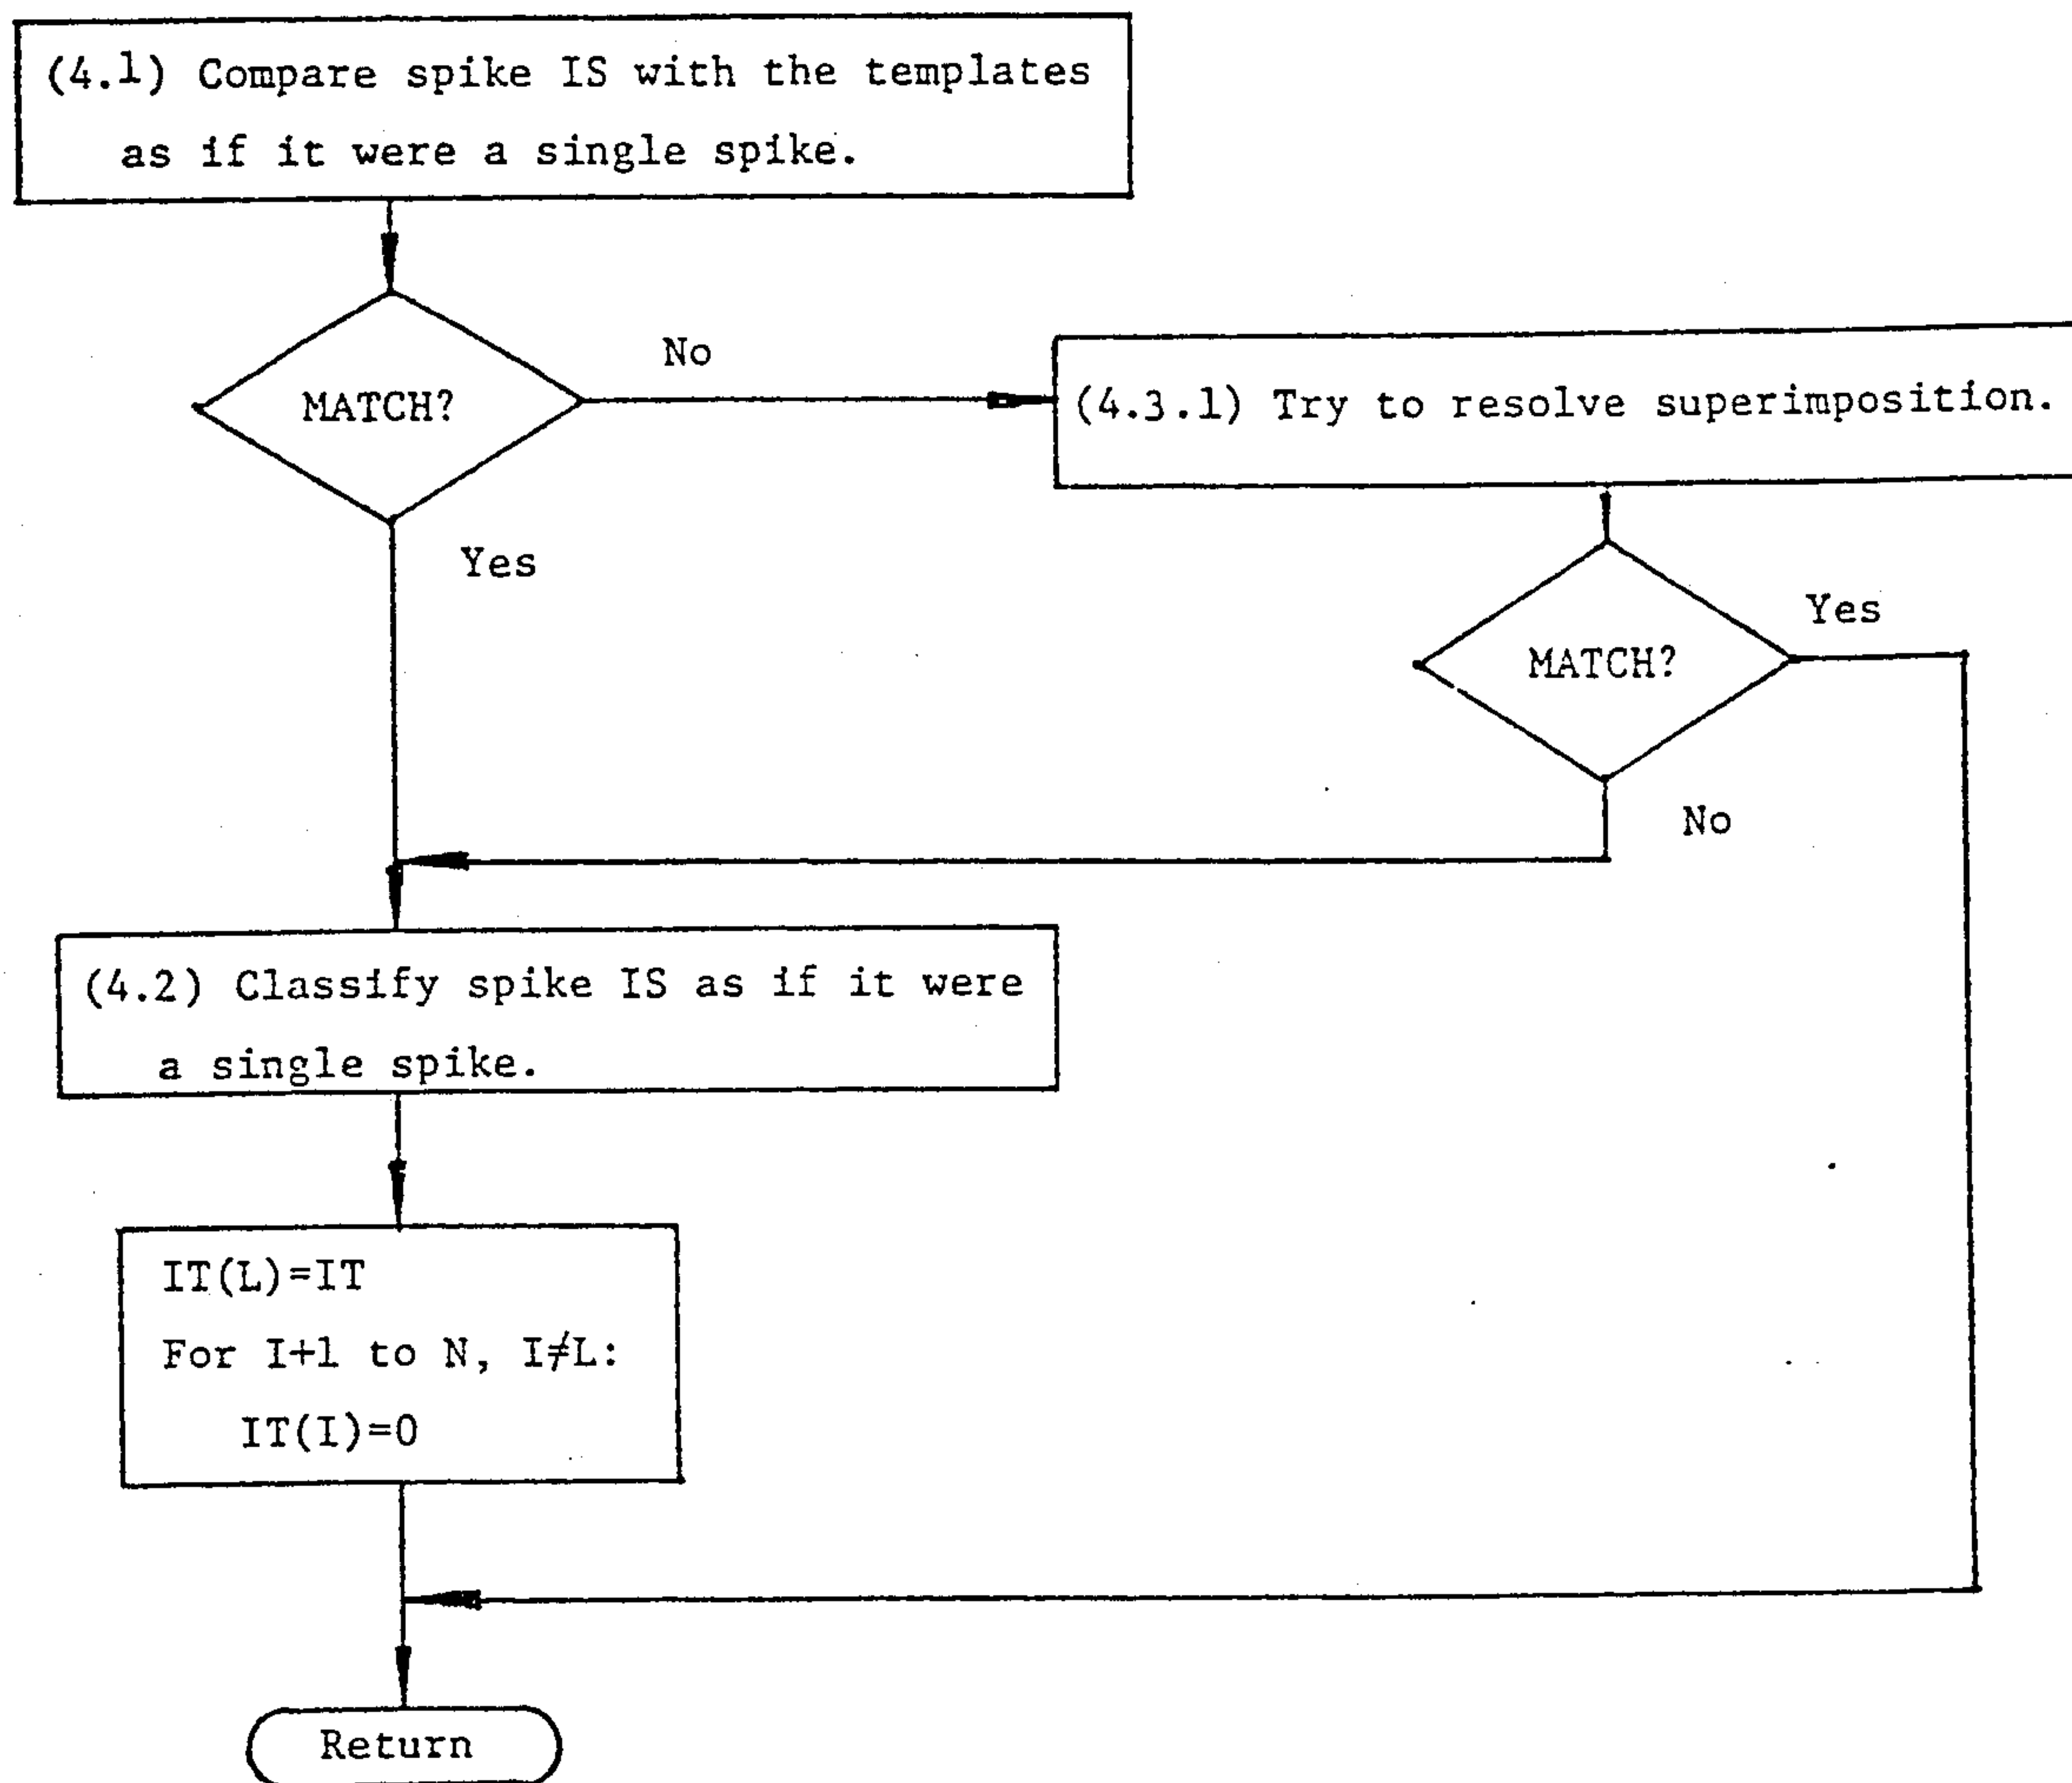 (4.1) Compare spike IS with the templates
as if it were a single spike.
No
MATCH?
(4.3.1) Try to resolve superimposition.
Yes
Yes
MATCH?
No
(4.2) Classify spike IS as if it were
a single spike.
IT(L)=IT
For I+1 to N, I≠L:
IT(I)=0
Return